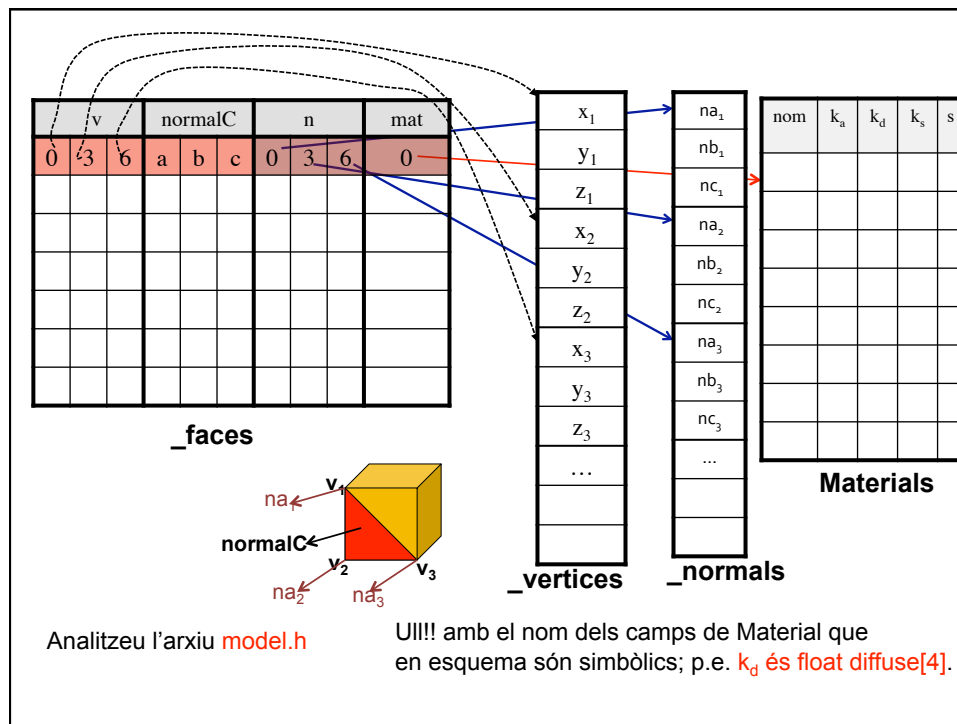 v normalC n mat
0 3 6 a b c 0 3 6 0
_faces
x₁
y₁
z₁
x₂
y₂
z₂
x₃
y₃
z₃
…
_vertices
na₁
nb₁
nc₁
na₂
nb₂
nc₂
na₃
nb₃
nc₃
...
_normals
nom kₐ k_d kₛ s
Materials
v₁
na₁
normalC
v₂ v₃
na₂ na₃
Analitzeu l’arxiu model.h
Ull!! amb el nom dels camps de Material que
en esquema són simbòlics; p.e. k_d és float diffuse[4].